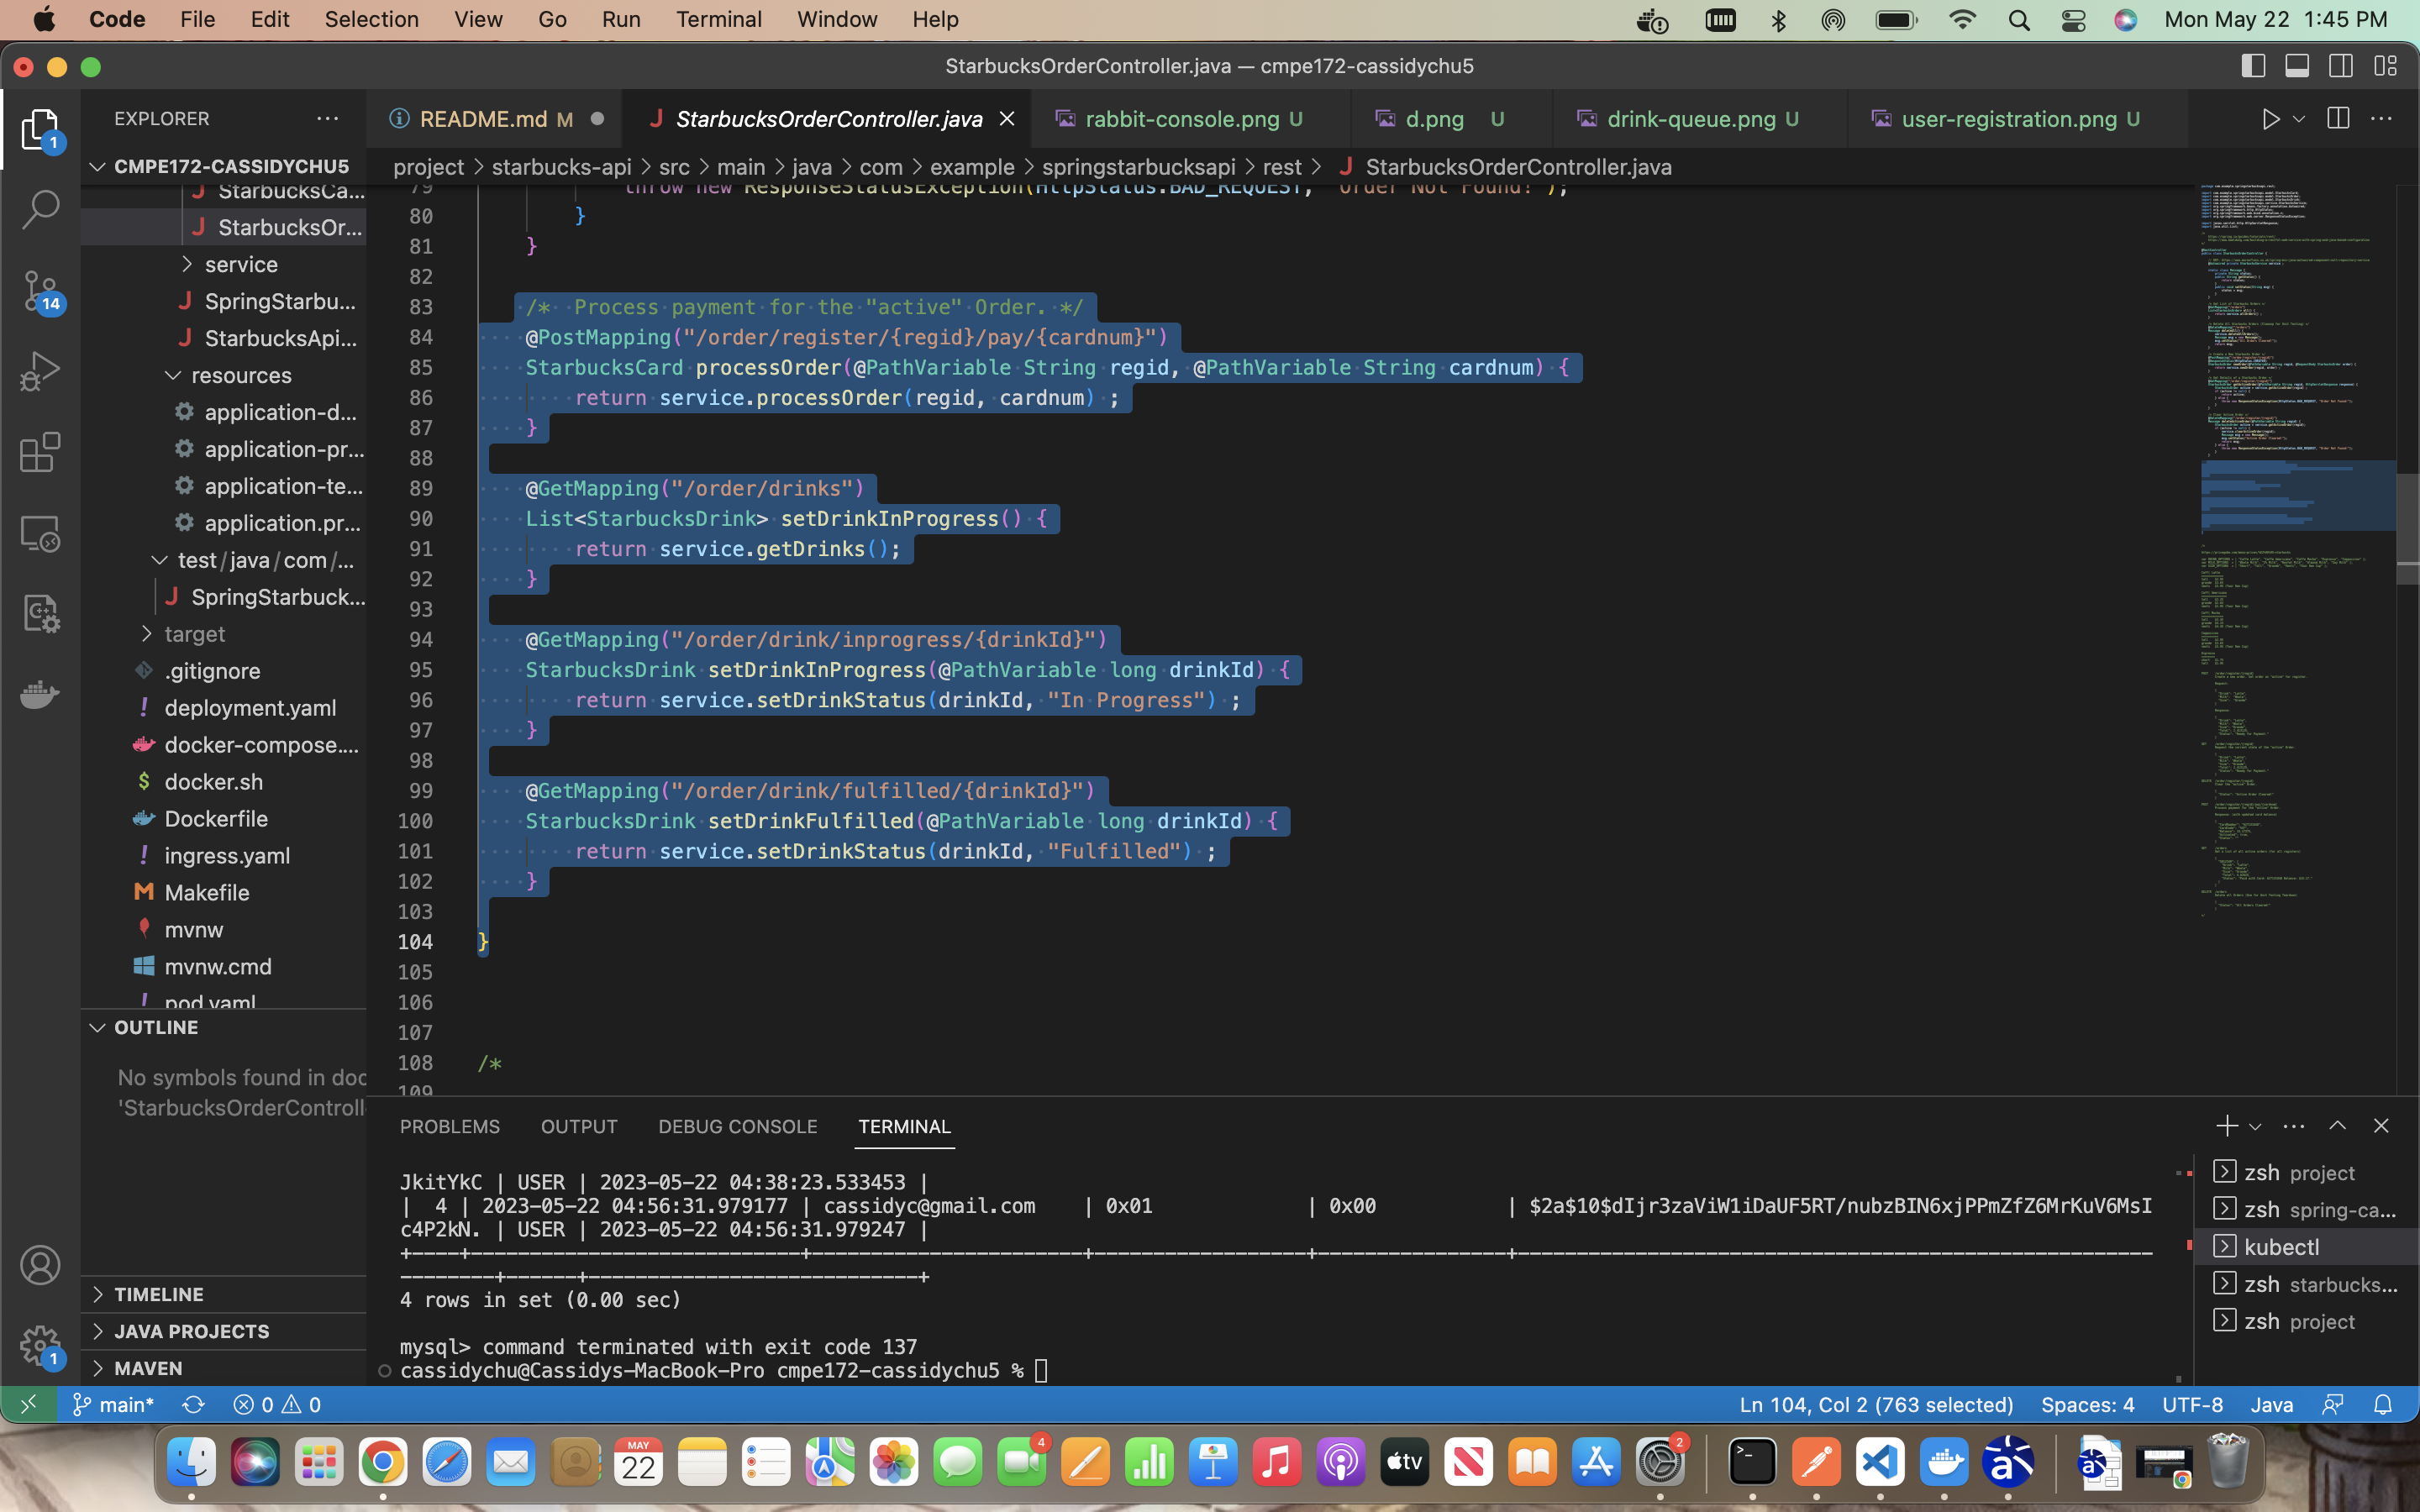 Code File Edit Selection View Go Run Terminal Window Help Mon May 22 1:45 PM
StarbucksOrderController.java — cmpe172-cassidychu5
EXPLORER
README.md M
StarbucksOrderController.java
rabbit-console.png U
d.png U
drink-queue.png U
user-registration.png U
project > starbucks-api > src > main > java > com > example > springstarbucksapi > rest > StarbucksOrderController.java
1
14
CMPE172-CASSIDYCHU5
StarbucksCa...
StarbucksOr...
service
SpringStarbu...
StarbucksApi...
resources
application-d...
application-pr...
application-te...
application.pr...
test/java/com/...
SpringStarbuck...
target
.gitignore
deployment.yaml
docker-compose....
docker.sh
Dockerfile
ingress.yaml
Makefile
mvnw
mvnw.cmd
pod.yaml
OUTLINE
No symbols found in doc
'StarbucksOrderControll
TIMELINE
JAVA PROJECTS
MAVEN
1
79 throw new ResponseStatusException(HttpStatus.BAD_REQUEST, "Order Not Found!");
80 }
81 }
82
83 /* Process payment for the "active" Order. */
84 @PostMapping("/order/register/{regid}/pay/{cardnum}")
85 StarbucksCard processOrder(@PathVariable String regid, @PathVariable String cardnum) {
86 return service.processOrder(regid, cardnum) ;
87 }
88
89 @GetMapping("/order/drinks")
90 List<StarbucksDrink> setDrinkInProgress() {
91 return service.getDrinks();
92 }
93
94 @GetMapping("/order/drink/inprogress/{drinkId}")
95 StarbucksDrink setDrinkInProgress(@PathVariable long drinkId) {
96 return service.setDrinkStatus(drinkId, "In Progress") ;
97 }
98
99 @GetMapping("/order/drink/fulfilled/{drinkId}")
100 StarbucksDrink setDrinkFulfilled(@PathVariable long drinkId) {
101 return service.setDrinkStatus(drinkId, "Fulfilled") ;
102 }
103
104 }
105
106
107
108 /*
109
PROBLEMS OUTPUT DEBUG CONSOLE TERMINAL
JkitYkC | USER | 2023-05-22 04:38:23.533453 |
| 4 | 2023-05-22 04:56:31.979177 | cassidyc@gmail.com | 0x01 | 0x00 | $2a$10$dIjr3zaViW1iDaUF5RT/nubzBIN6xjPPmZfZ6MrKuV6MsI
c4P2kN. | USER | 2023-05-22 04:56:31.979247 |
4 rows in set (0.00 sec)
mysql> command terminated with exit code 137
cassidychu@Cassidys-MacBook-Pro cmpe172-cassidychu5 %
zsh project
zsh spring-ca...
kubectl
zsh starbucks...
zsh project
main* 0 0 Ln 104, Col 2 (763 selected) Spaces: 4 UTF-8 Java
MAY
22
4
tv
2